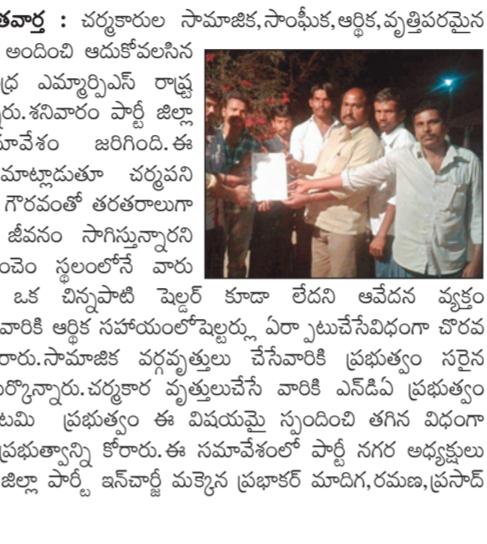 తవార్త : చర్మకారుల సామాజిక,సాంఘీక,ఆర్థిక,వృత్తిపరమైన
అందించి ఆదుకోవలసిన
ధ్ర ఎమ్మార్పిఎస్ రాష్ట్ర
రు.శనివారం పార్టీ జిల్లా
మావేశం జరిగింది.ఈ
మాట్లాడుతూ చర్మపని
గౌరవంతో తరతరాలుగా
జీవనం సాగిస్తున్నారని
ంచెం స్థలంలోనే వారు
ఒక చిన్నపాటి షెల్డర్ కూడా లేదని ఆవేదన వ్యక్తం
వారికి ఆర్థిక సహాయంలోషెల్టర్లు ఏర్పాటుచేసేవిధంగా చొరవ
రారు.సామాజిక వర్గవృత్తులు చేసేవారికి ప్రభుత్వం సరైన
ర్కొన్నారు.చర్మకార వృత్తులుచేసే వారికి ఎన్‌డిఏ ప్రభుత్వం
టమి ప్రభుత్వం ఈ విషయమై స్పందించి తగిన విధంగా
ప్రభుత్వాన్ని కోరారు.ఈ సమావేశంలో పార్టీ నగర అధ్యక్షులు
జిల్లా పార్టీ ఇన్‌చార్జీ మక్కెన ప్రభాకర్ మాదిగ,రమణ,ప్రసాద్